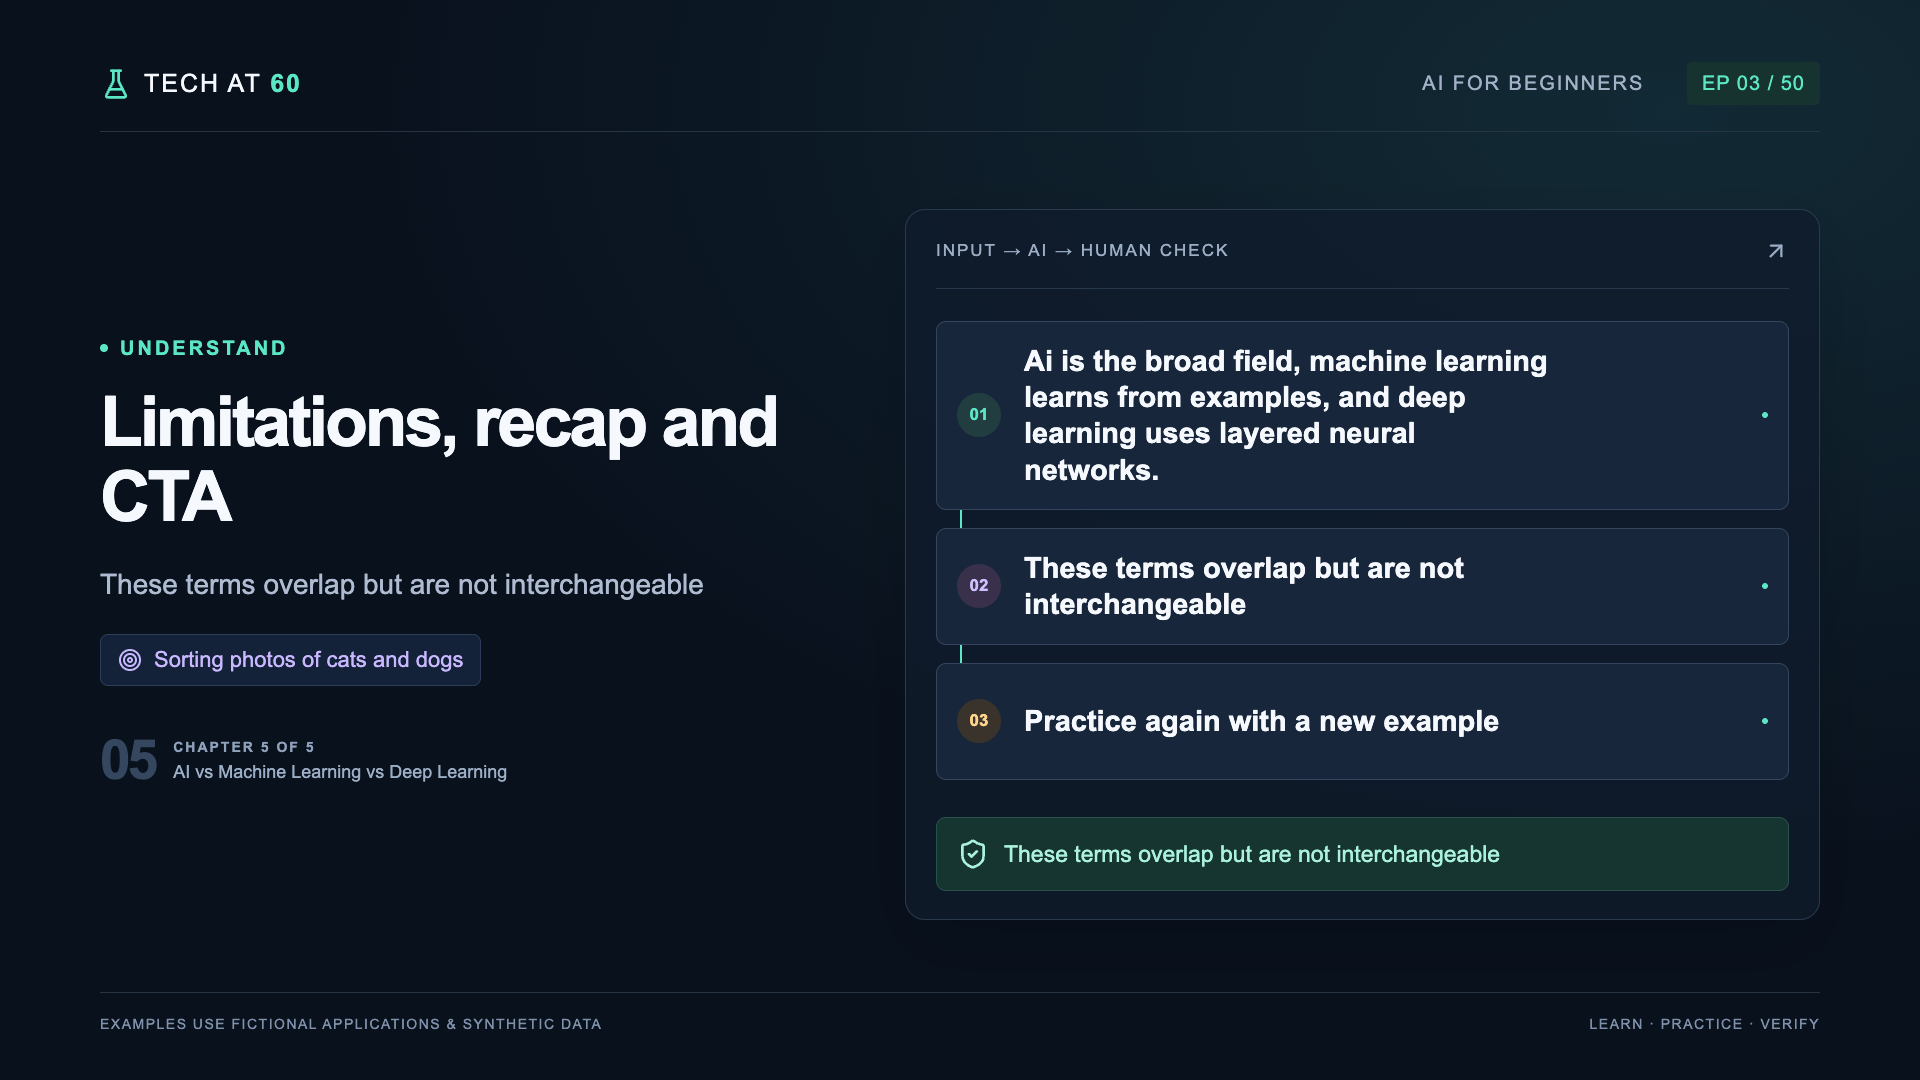 TECH AT 60
AI FOR BEGINNERS
EP 03 / 50
UNDERSTAND
Limitations, recap and
CTA
These terms overlap but are not interchangeable
Sorting photos of cats and dogs
05
CHAPTER 5 OF 5
AI vs Machine Learning vs Deep Learning
INPUT → AI → HUMAN CHECK
01
Ai is the broad field, machine learning
learns from examples, and deep
learning uses layered neural
networks.
02
These terms overlap but are not
interchangeable
03
Practice again with a new example
These terms overlap but are not interchangeable
EXAMPLES USE FICTIONAL APPLICATIONS & SYNTHETIC DATA
LEARN · PRACTICE · VERIFY